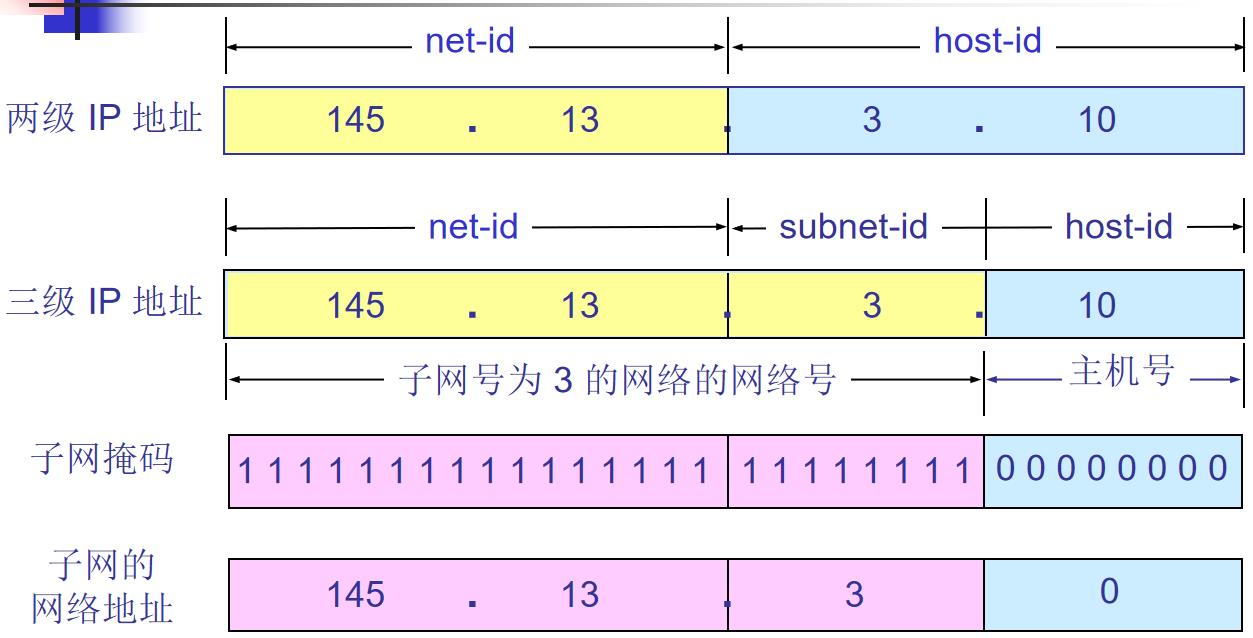 net-id host-id
两级 IP 地址 145 . 13 . 3 . 10
net-id subnet-id host-id
三级 IP 地址 145 . 13 . 3 . 10
子网号为 3 的网络的网络号 主机号
子网掩码 1 1 1 1 1 1 1 1 1 1 1 1 1 1 1 1 1 1 1 1 1 1 1 1 0 0 0 0 0 0 0 0
子网的
网络地址 145 . 13 . 3 0